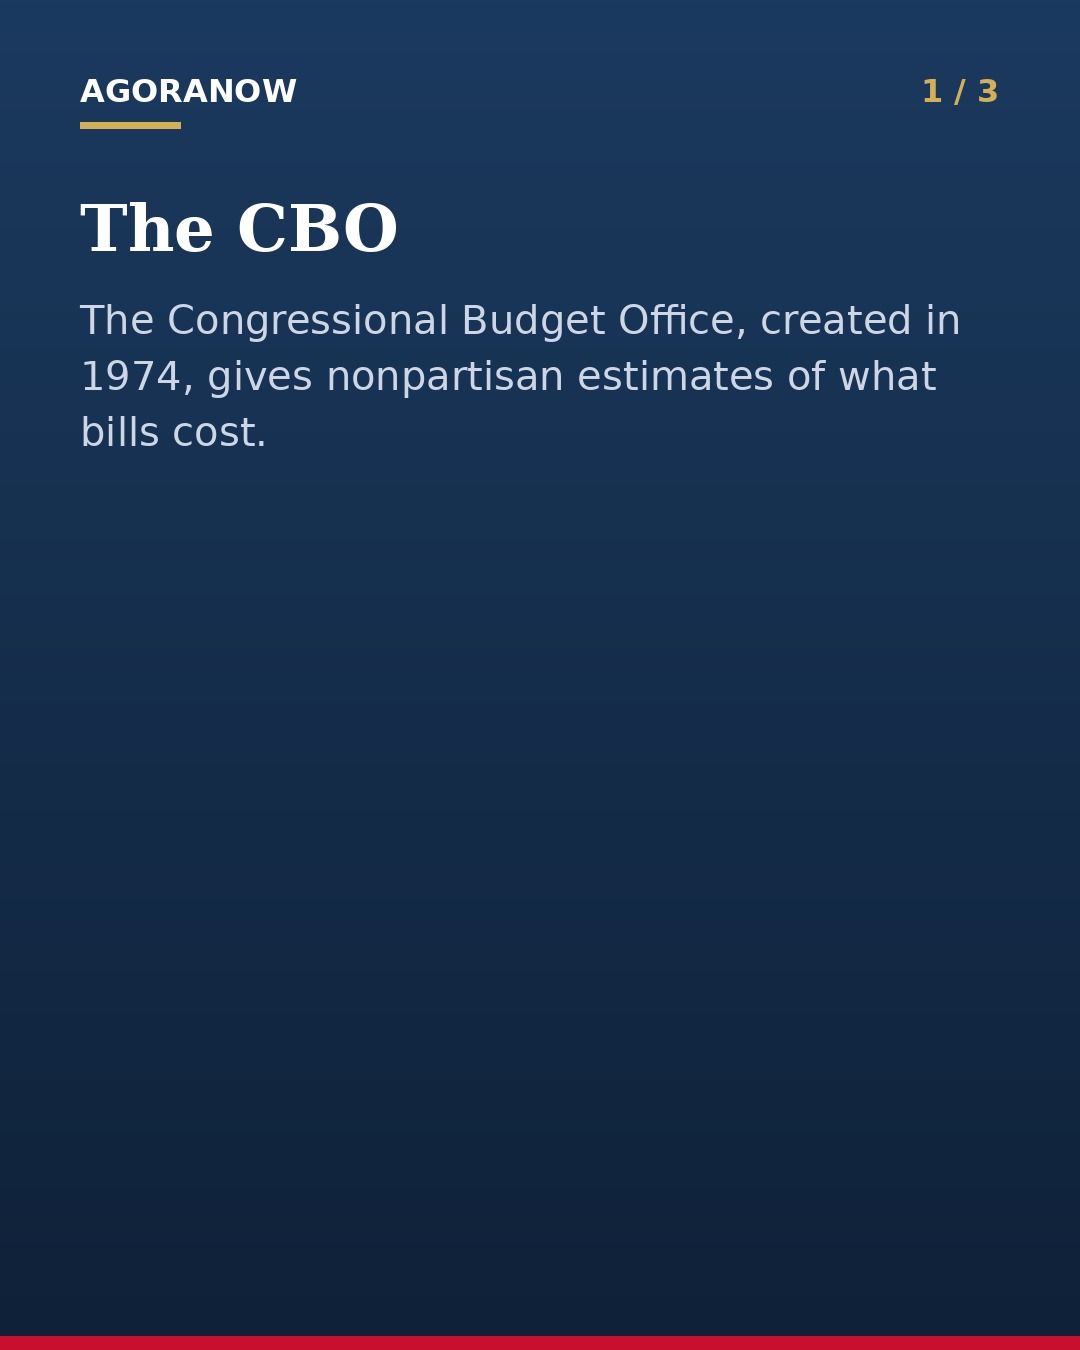 AGORANOW
1 / 3
The CBO
The Congressional Budget Office, created in
1974, gives nonpartisan estimates of what
bills cost.